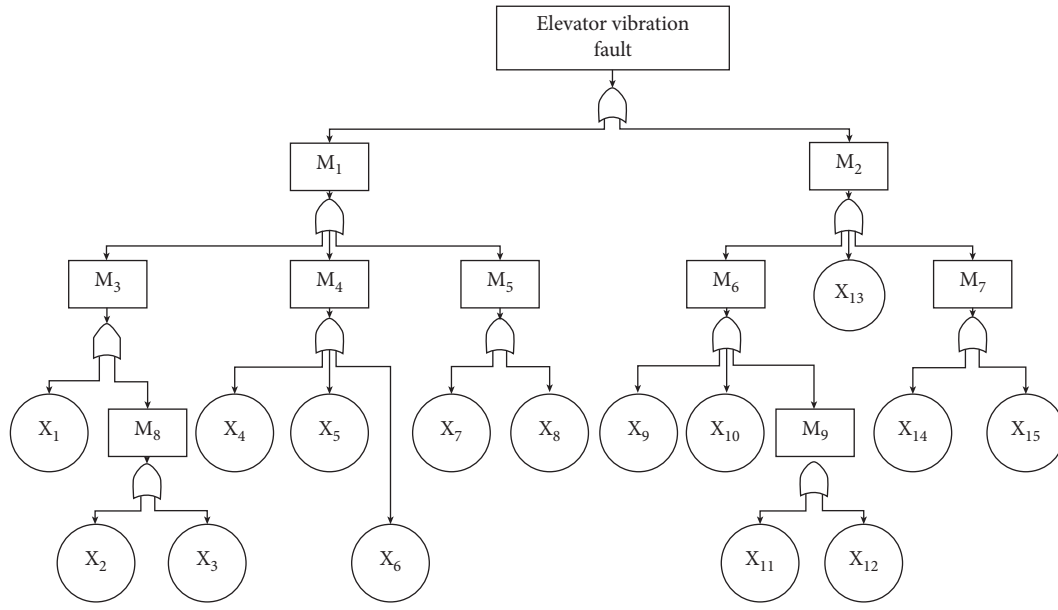 Elevator vibration
fault
M1
M2
M3
M4
M5
M6
X13
M7
X1
M8
X4
X5
X7
X8
X9
X10
M9
X14
X15
X2
X3
X6
X11
X12